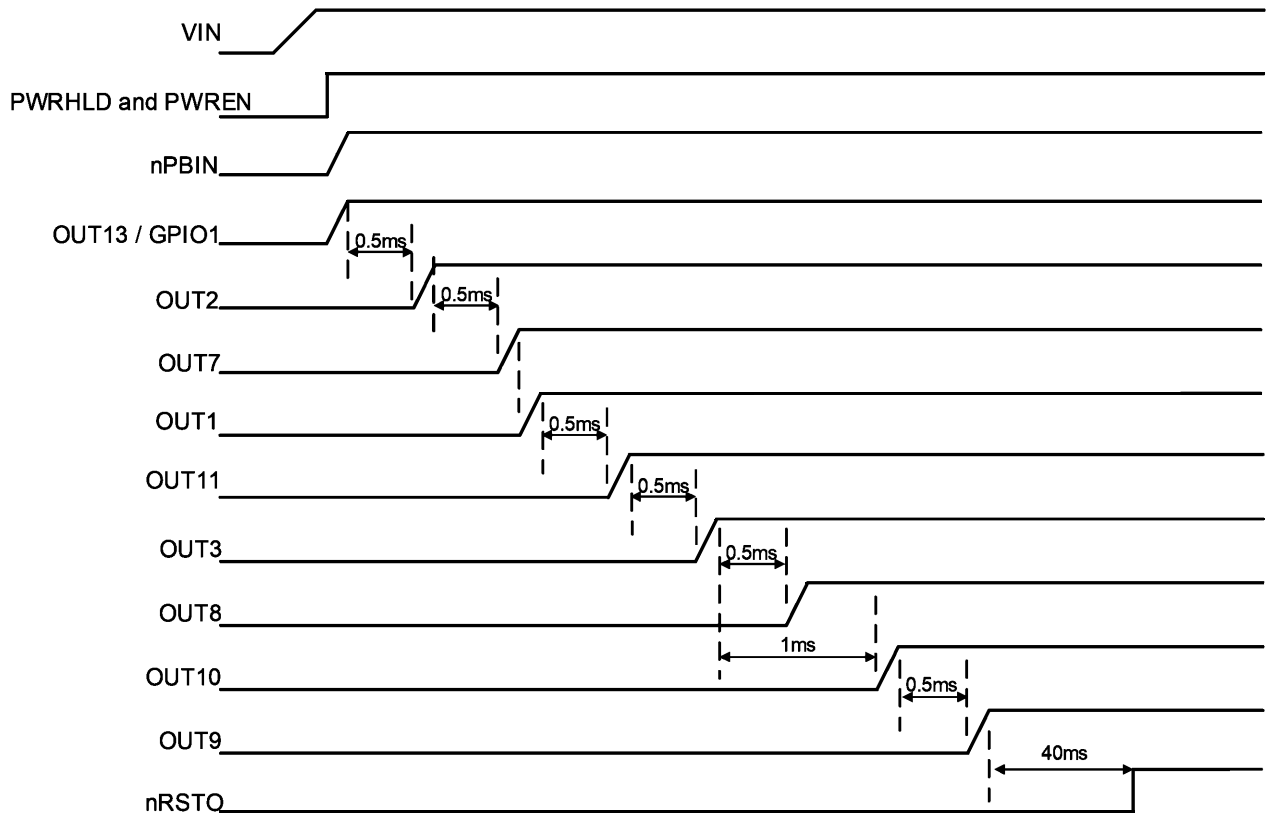 VIN
PWRHLD and PWREN
nPBIN
OUT13 / GPIO1
0.5ms
OUT2
0.5ms
OUT7
OUT1
0.5ms
OUT11
0.5ms
OUT3
0.5ms
OUT8
1ms
OUT10
0.5ms
OUT9
40ms
nRSTO